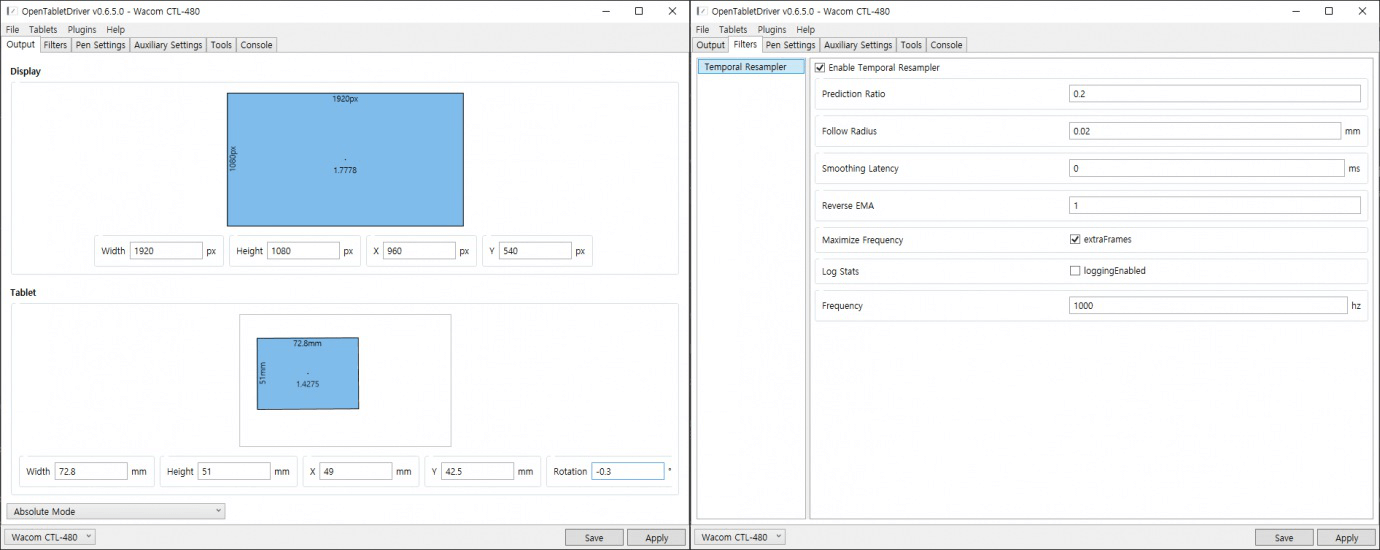 OpenTabletDriver v0.6.5.0 - Wacom CTL-480
File Tablets Plugins Help
Output Filters Pen Settings Auxiliary Settings Tools Console
Display
1920px
1080px
1.7778
Width 1920 px Height 1080 px X 960 px Y 540 px
Tablet
72.8mm
51mm
1.4275
Width 72.8 mm Height 51 mm X 49 mm Y 42.5 mm Rotation -0.3 °
Absolute Mode
Wacom CTL-480 Save Apply
OpenTabletDriver v0.6.5.0 - Wacom CTL-480
File Tablets Plugins Help
Output Filters Pen Settings Auxiliary Settings Tools Console
Temporal Resampler
Enable Temporal Resampler
Prediction Ratio 0.2
Follow Radius 0.02 mm
Smoothing Latency 0 ms
Reverse EMA 1
Maximize Frequency extraFrames
Log Stats loggingEnabled
Frequency 1000 hz
Wacom CTL-480 Save Apply